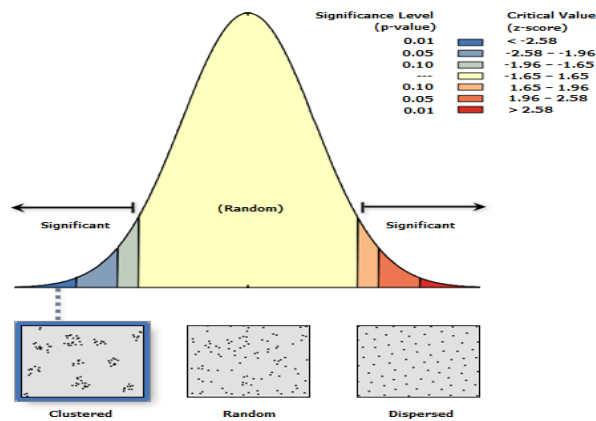 Significance Level
(p-value)
Critical Value
(z-score)
0.01 < -2.58
0.05 -2.58 – -1.96
0.10 -1.96 – -1.65
--- -1.65 – 1.65
0.10 1.65 – 1.96
0.05 1.96 – 2.58
0.01 > 2.58
Significant
(Random)
Significant
Clustered
Random
Dispersed